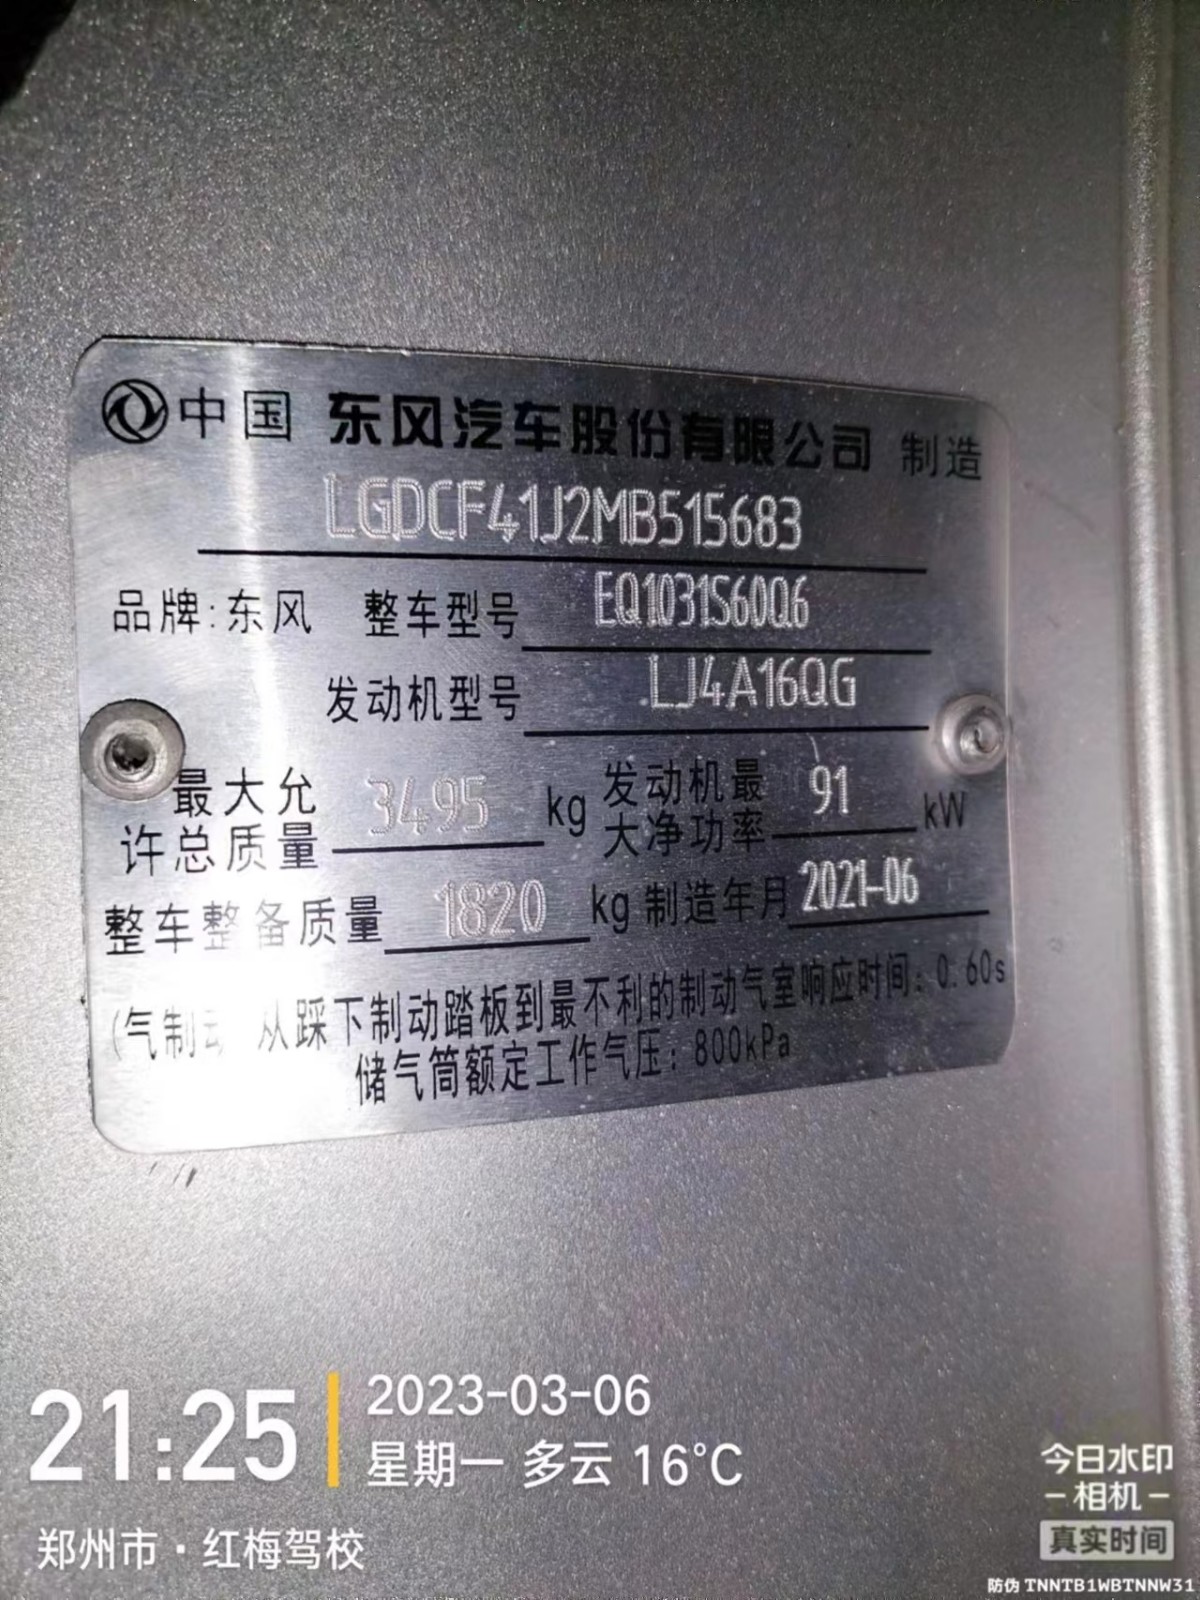 中国 东风汽车股份有限公司 制造
LGDCF41J2MB515683
品牌:东风 整车型号 EQ1031S60Q6
发动机型号 LJ4A16QG
最大允许总质量 3495 kg 发动机最大净功率 91 kW
整车整备质量 1820 kg 制造年月 2021-06
(气制动 从踩下制动踏板到最不利的制动气室响应时间: 0.60s
储气筒额定工作气压: 800kPa
21:25
2023-03-06
星期一 多云 16°C
郑州市·红梅驾校
今日水印
-相机-
真实时间
防伪 TNNTB1WBTNNW31